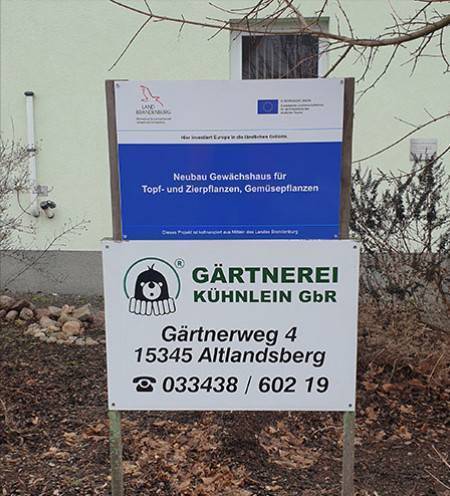 LAND
BRANDENBURG
EUROPÄISCHE UNION
Hier investiert Europa in die ländlichen Gebiete.
Neubau Gewächshaus für
Topf- und Zierpflanzen, Gemüsepflanzen
Dieses Projekt ist kofinanziert aus Mitteln des Landes Brandenburg
®
GÄRTNEREI
KÜHNLEIN GbR
Gärtnerweg 4
15345 Altlandsberg
☎ 033438 / 602 19